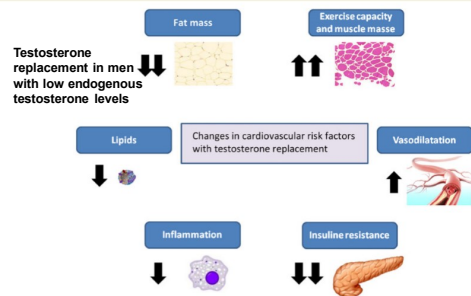 Fat mass
Exercise capacity
and muscle masse
Testosterone
replacement in men
with low endogenous
testosterone levels
Lipids
Changes in cardiovascular risk factors
with testosterone replacement
Vasodilatation
Inflammation
Insuline resistance